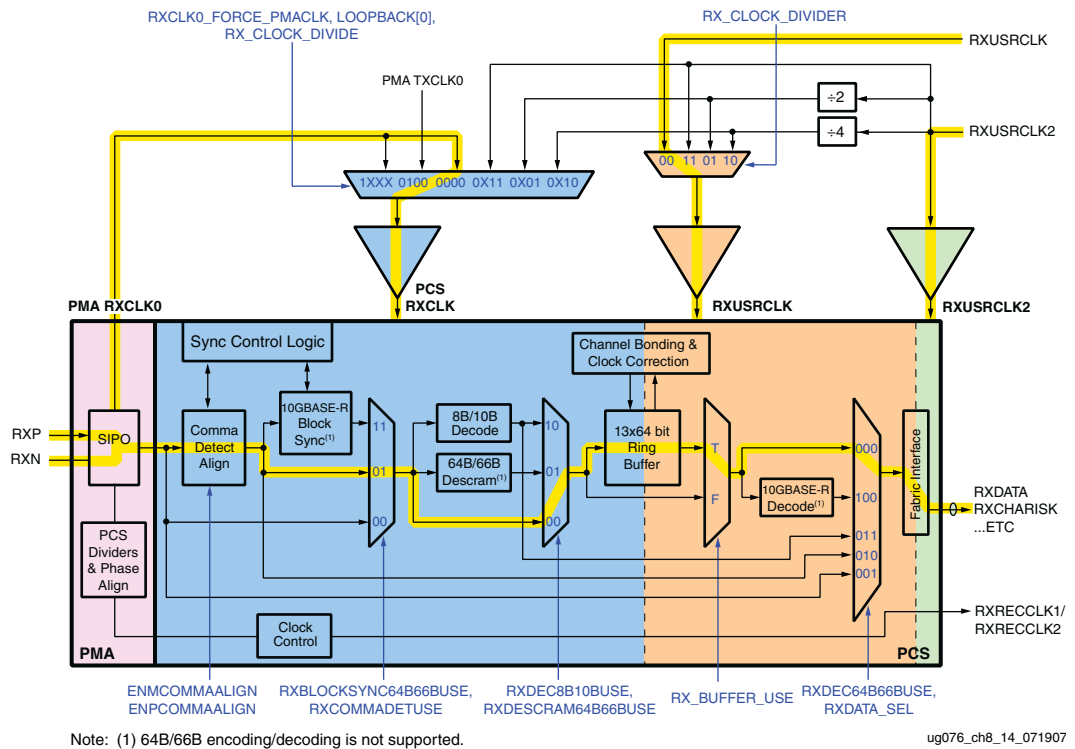 RXCLK0_FORCE_PMACLK, LOOPBACK[0],
RX_CLOCK_DIVIDE
RX_CLOCK_DIVIDER
RXUSRCLK
PMA TXCLK0
÷2
÷4
RXUSRCLK2
1XXX 0100 0000 0X11 0X01 0X10
00 11 01 10
PCS
RXCLK
PMA RXCLK0
RXUSRCLK
RXUSRCLK2
Sync Control Logic
Channel Bonding &
Clock Correction
RXP
RXN
SIPO
Comma
Detect
Align
10GBASE-R
Block
Sync(1)
11
01
00
8B/10B
Decode
64B/66B
Descram(1)
10
01
00
13x64 bit
Ring
Buffer
T
F
10GBASE-R
Decode(1)
000
100
011
010
001
Fabric Interface
RXDATA
RXCHARISK
...ETC
PCS
Dividers
& Phase
Align
Clock
Control
RXRECCLK1/
RXRECCLK2
PMA
PCS
ENMCOMMAALIGN
ENPCOMMAALIGN
RXBLOCKSYNC64B66BUSE,
RXCOMMADETUSE
RXDEC8B10BUSE,
RXDESCRAM64B66BUSE
RX_BUFFER_USE
RXDEC64B66BUSE,
RXDATA_SEL
Note: (1) 64B/66B encoding/decoding is not supported.
ug076_ch8_14_071907